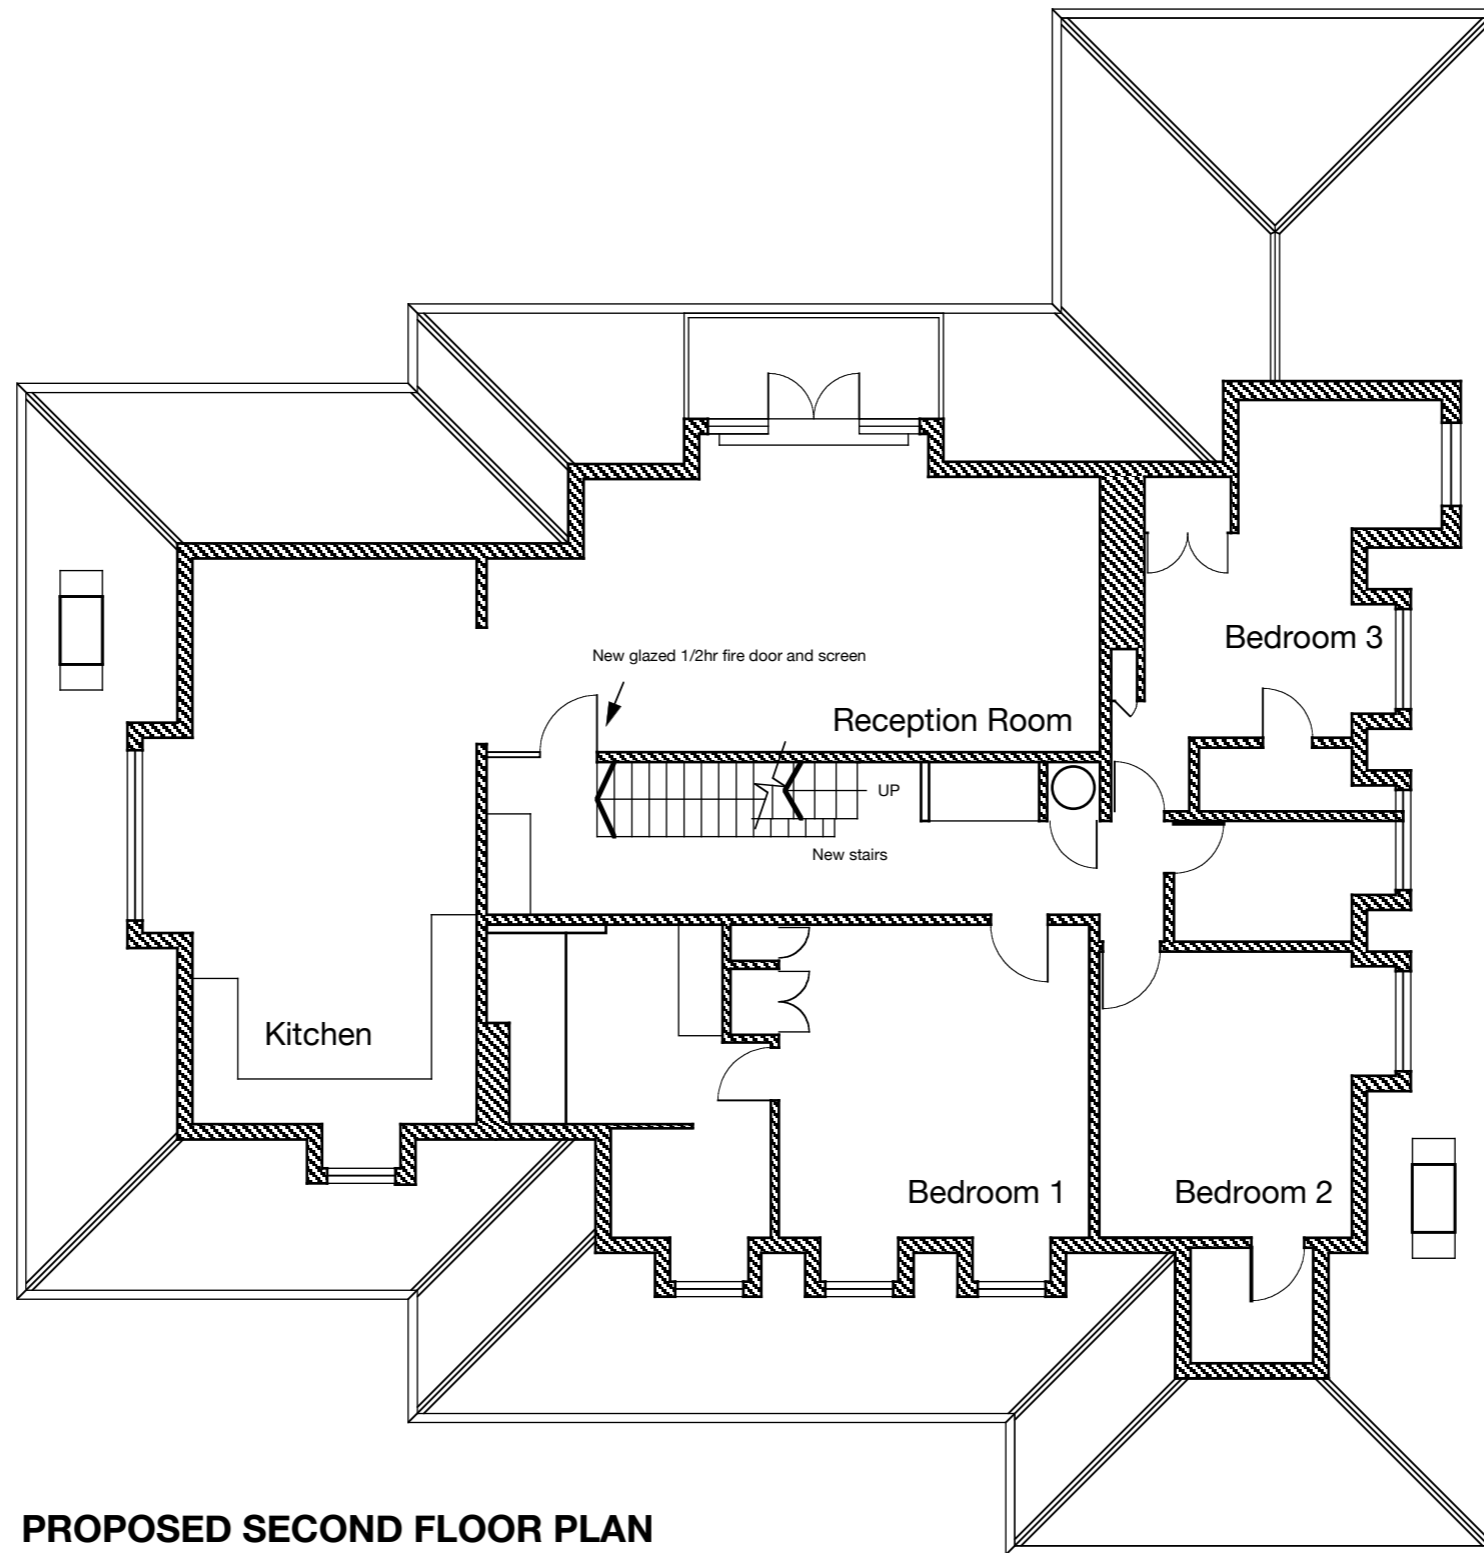 New glazed 1/2hr fire door and screen
Bedroom 3
Reception Room
UP
New stairs
Kitchen
Bedroom 1
Bedroom 2
PROPOSED SECOND FLOOR PLAN